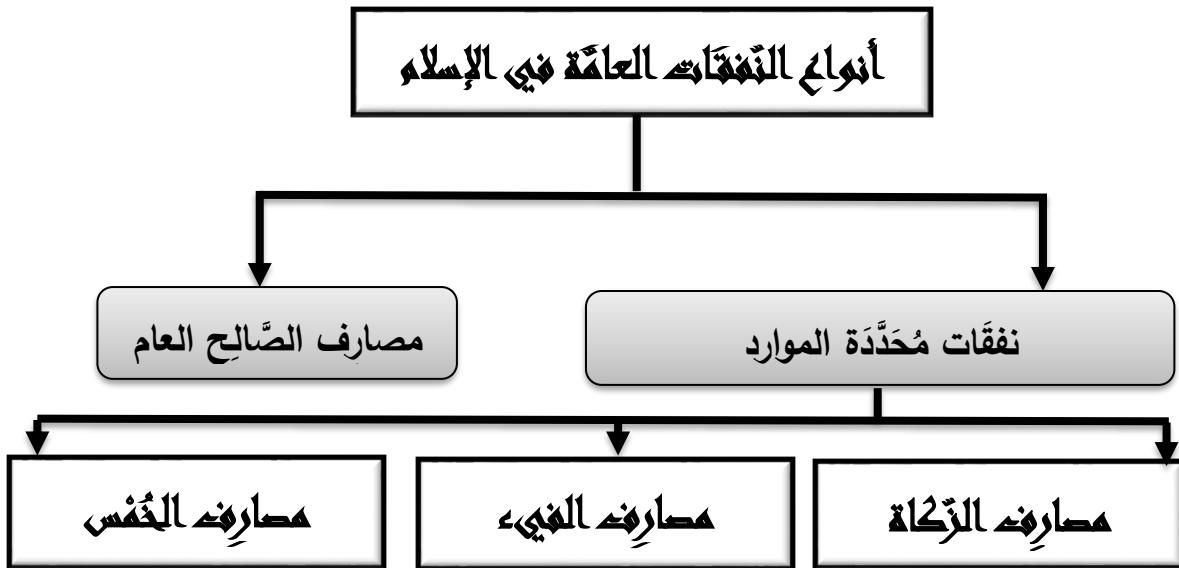 أنواع النّفقَات العامَّة في الإسلام
نفقَات مُحَدَّدَة الموارد
مصارِف الصَّالِح العام
مصارِف الزّكاة
مصارِف الفيء
مصارِف الخُمْس